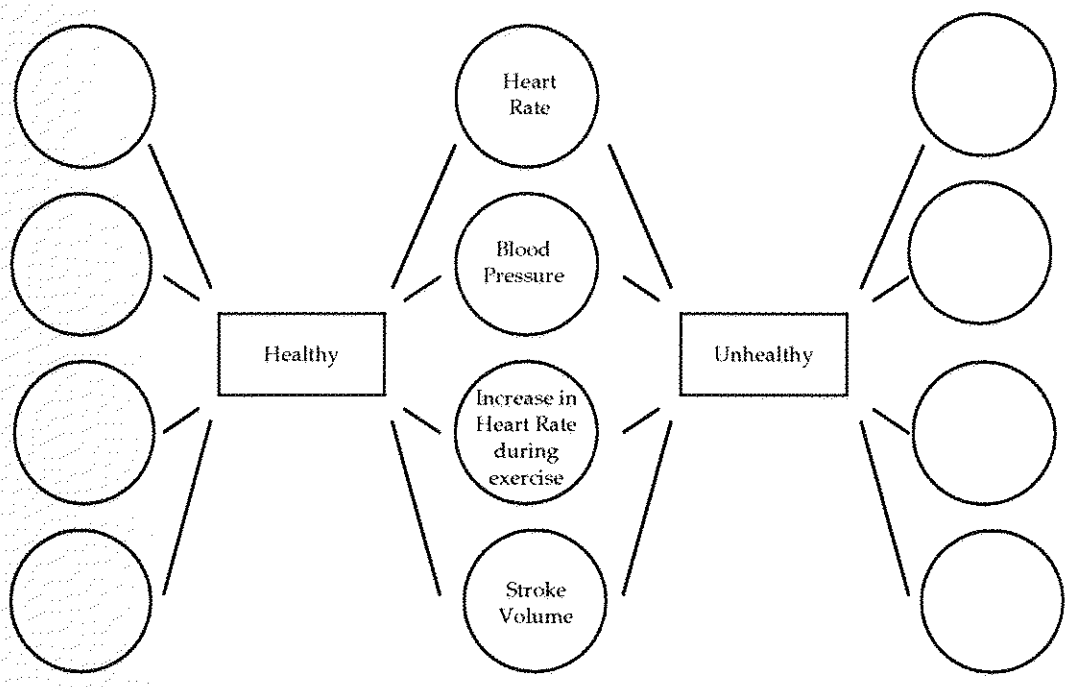 Heart
Rate
Blood
Pressure
Healthy
Unhealthy
Increase in
Heart Rate
during
exercise
Stroke
Volume